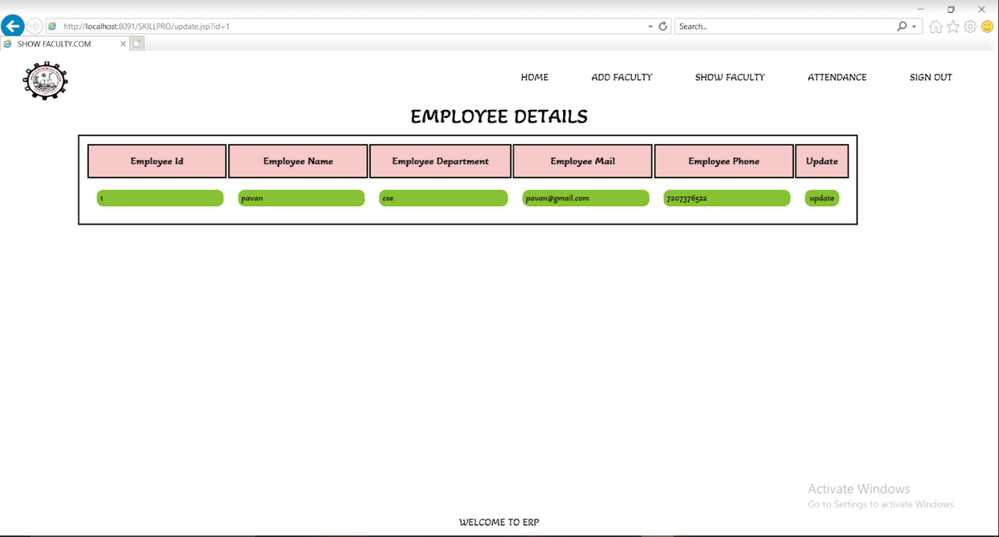 http://localhost:8091/SKILLPRO/update.jsp?id=1
Search...
SHOW FACULTY.COM
HOME ADD FACULTY SHOW FACULTY ATTENDANCE SIGN OUT
EMPLOYEE DETAILS
Employee Id Employee Name Employee Department Employee Mail Employee Phone Update
1 pavan cse pavan@gmail.com 7207376522 update
Activate Windows
Go to Settings to activate Windows.
WELCOME TO ERP